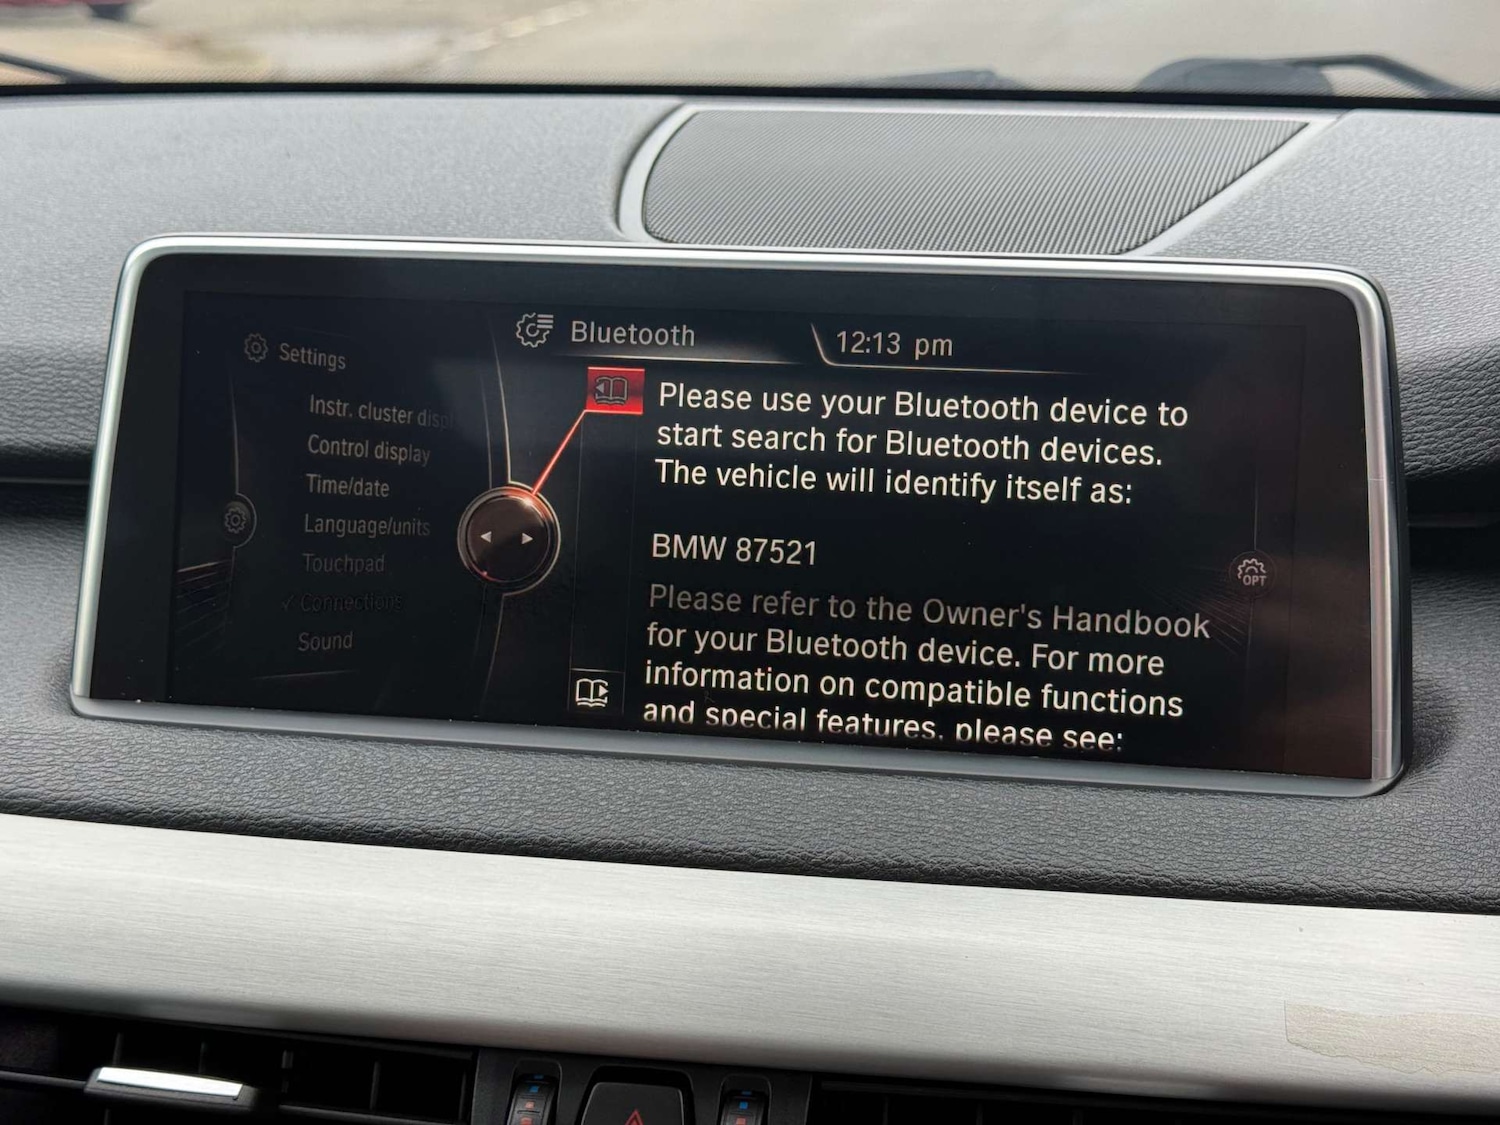 Bluetooth
12:13 pm
Settings
Instr. cluster disp
Control display
Time/date
Language/units
Touchpad
✓ Connections
Sound
Please use your Bluetooth device to
start search for Bluetooth devices.
The vehicle will identify itself as:
BMW 87521
Please refer to the Owner's Handbook
for your Bluetooth device. For more
information on compatible functions
and special features, please see:
OPT